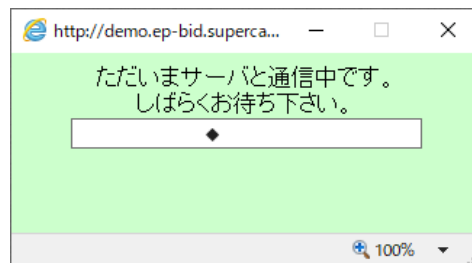 http://demo.ep-bid.superca...
ただいまサーバと通信中です。
しばらくお待ち下さい。
100%